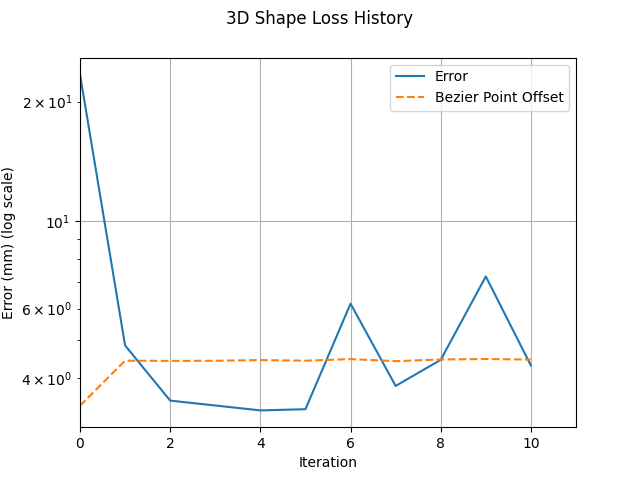 3D Shape Loss History
Error
Bezier Point Offset
2 × 10¹
10¹
6 × 10⁰
4 × 10⁰
Error (mm) (log scale)
0 2 4 6 8 10
Iteration